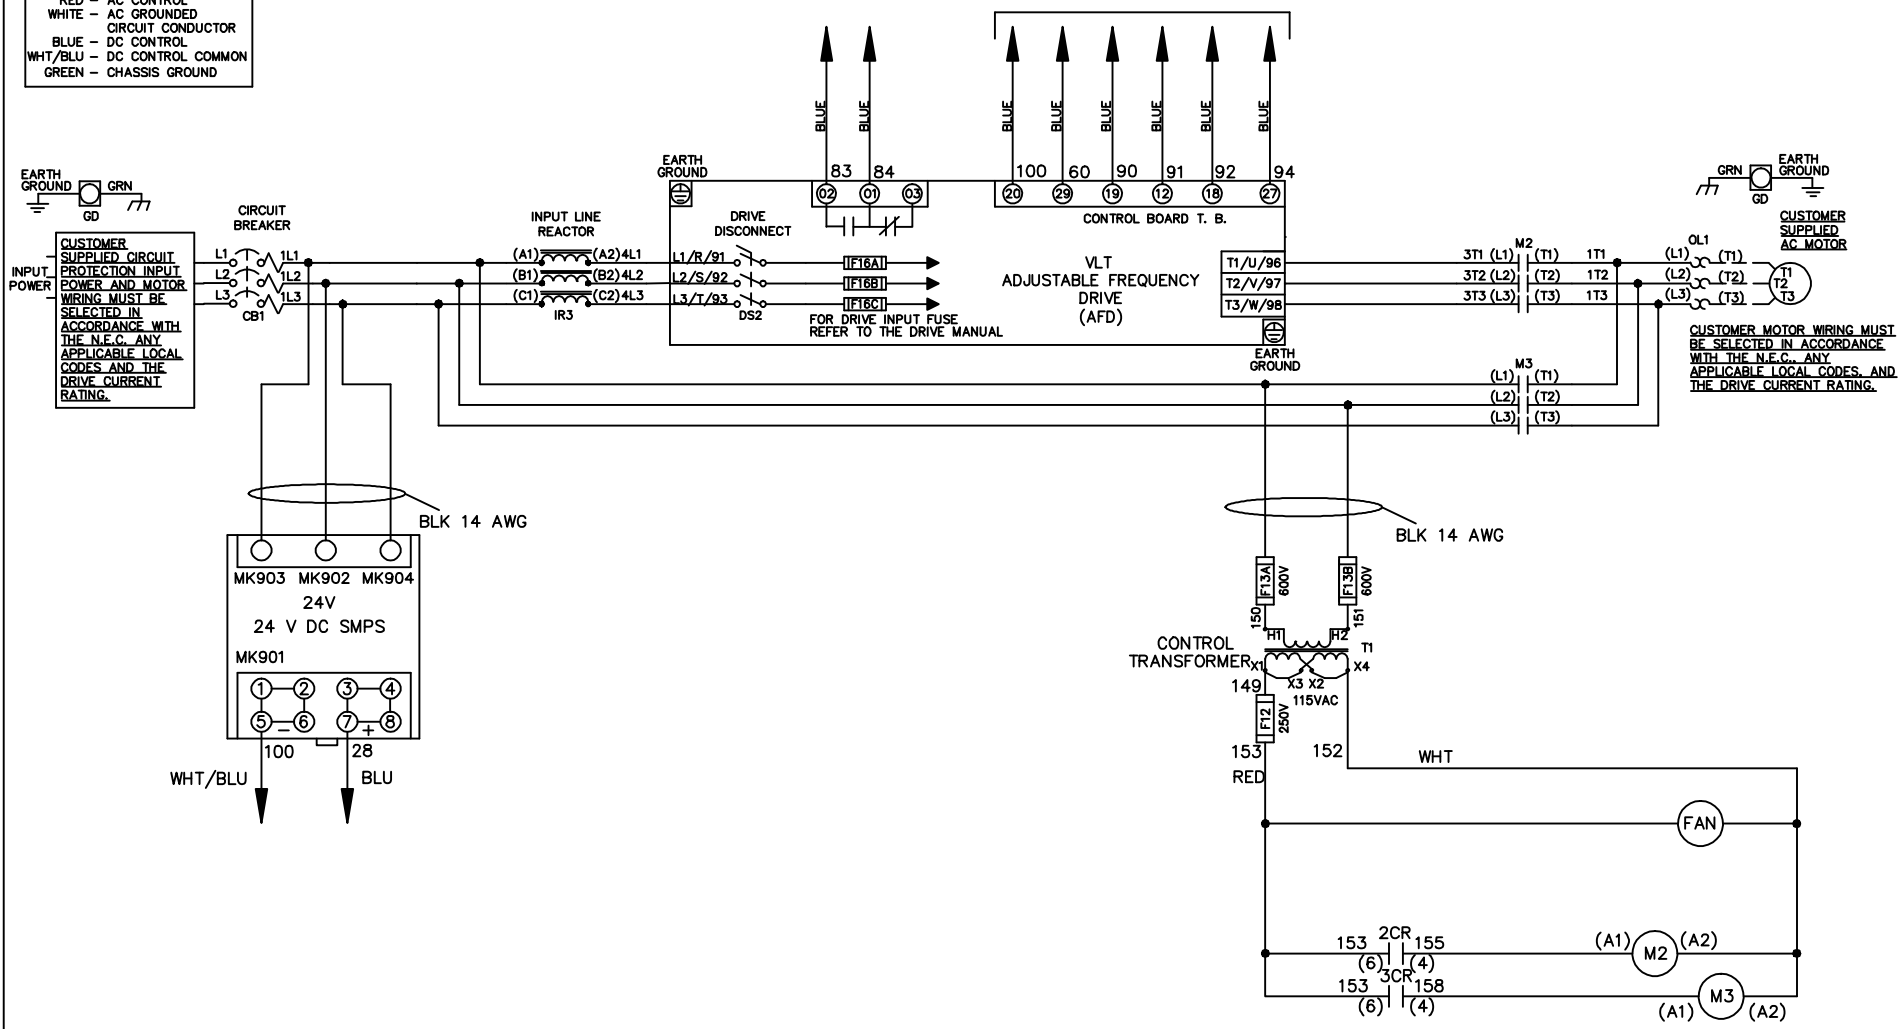 RED – AC CONTROL
WHITE – AC GROUNDED
CIRCUIT CONDUCTOR
BLUE – DC CONTROL
WHT/BLU – DC CONTROL COMMON
GREEN – CHASSIS GROUND
BLUE
BLUE
BLUE
BLUE
BLUE
BLUE
BLUE
BLUE
EARTH
GROUND
GRN
GD
EARTH
GROUND
83 84
02 01 03
100 60 90 91 92 94
20 29 19 12 18 27
CONTROL BOARD T. B.
GRN
EARTH
GROUND
GD
CIRCUIT
BREAKER
INPUT LINE
REACTOR
DRIVE
DISCONNECT
CUSTOMER
SUPPLIED
AC MOTOR
INPUT
POWER
CUSTOMER
SUPPLIED CIRCUIT
PROTECTION INPUT
POWER AND MOTOR
WIRING MUST BE
SELECTED IN
ACCORDANCE WITH
THE N.E.C. ANY
APPLICABLE LOCAL
CODES AND THE
DRIVE CURRENT
RATING.
L1 1L1
L2 1L2
L3 1L3
CB1
(A1) (A2) 4L1
(B1) (B2) 4L2
(C1) (C2) 4L3
IR3
L1/R/91
L2/S/92
L3/T/93
DS2
F16A
F16B
F16C
FOR DRIVE INPUT FUSE
REFER TO THE DRIVE MANUAL
VLT
ADJUSTABLE FREQUENCY
DRIVE
(AFD)
T1/U/96
T2/V/97
T3/W/98
EARTH
GROUND
M2
3T1 (L1) (T1) 1T1
3T2 (L2) (T2) 1T2
3T3 (L3) (T3) 1T3
OL1
(L1) (T1)
(L2) (T2)
(L3) (T3)
T1
T2
T3
CUSTOMER MOTOR WIRING MUST
BE SELECTED IN ACCORDANCE
WITH THE N.E.C., ANY
APPLICABLE LOCAL CODES, AND
THE DRIVE CURRENT RATING.
M3
(L1) (T1)
(L2) (T2)
(L3) (T3)
BLK 14 AWG
MK903 MK902 MK904
24V
24 V DC SMPS
MK901
1 2 3 4
5 6 7 8
– +
100 28
WHT/BLU BLU
BLK 14 AWG
F13A
600V
F13B
600V
150
151
H1 H2
T1
CONTROL
TRANSFORMER
X1 X4
X3 X2
115VAC
149
F12
250V
153 152
RED
WHT
FAN
2CR
153 155
(6) (4)
(A1) M2 (A2)
3CR
153 158
(6) (4)
(A1) M3 (A2)